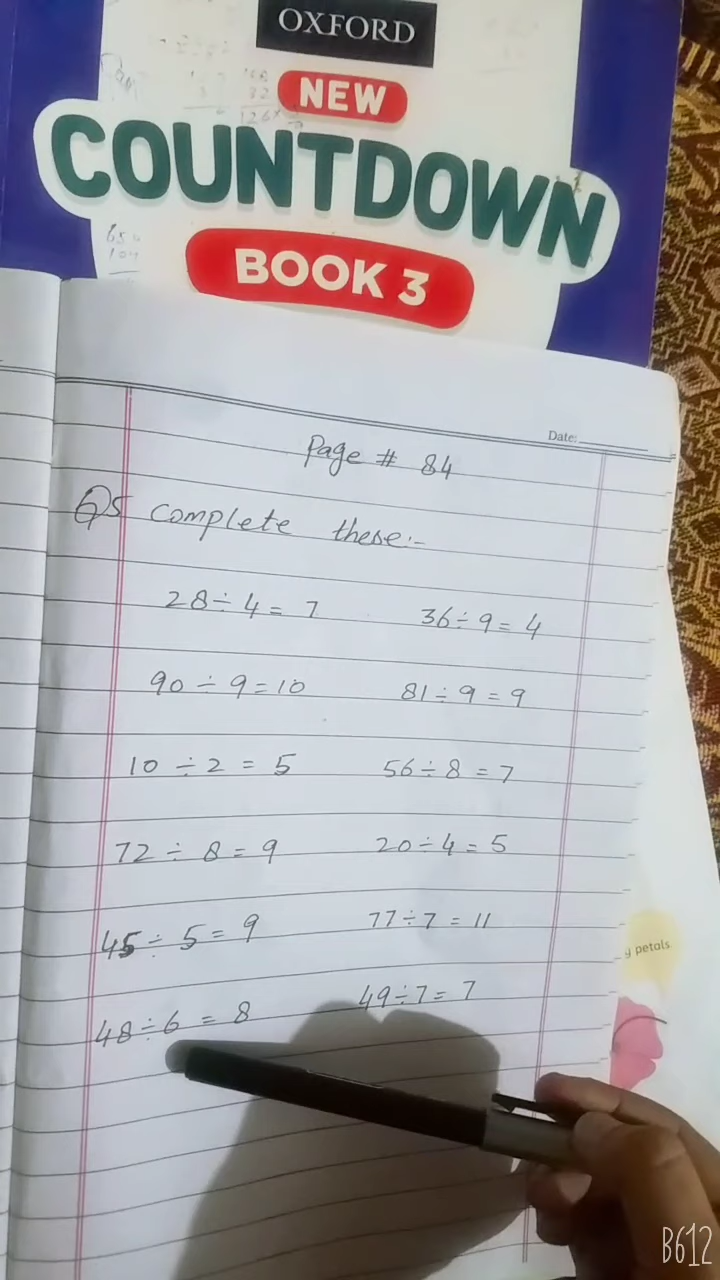 OXFORD
NEW
COUNTDOWN
BOOK 3
Date:
Page # 84
Q5 Complete these:-
28÷4=7 36÷9=4
90÷9=10 81÷9=9
10÷2=5 56÷8=7
72÷8=9 20÷4=5
45÷5=9 77÷7=11
48÷6=8 49÷7=7
petals.
B612